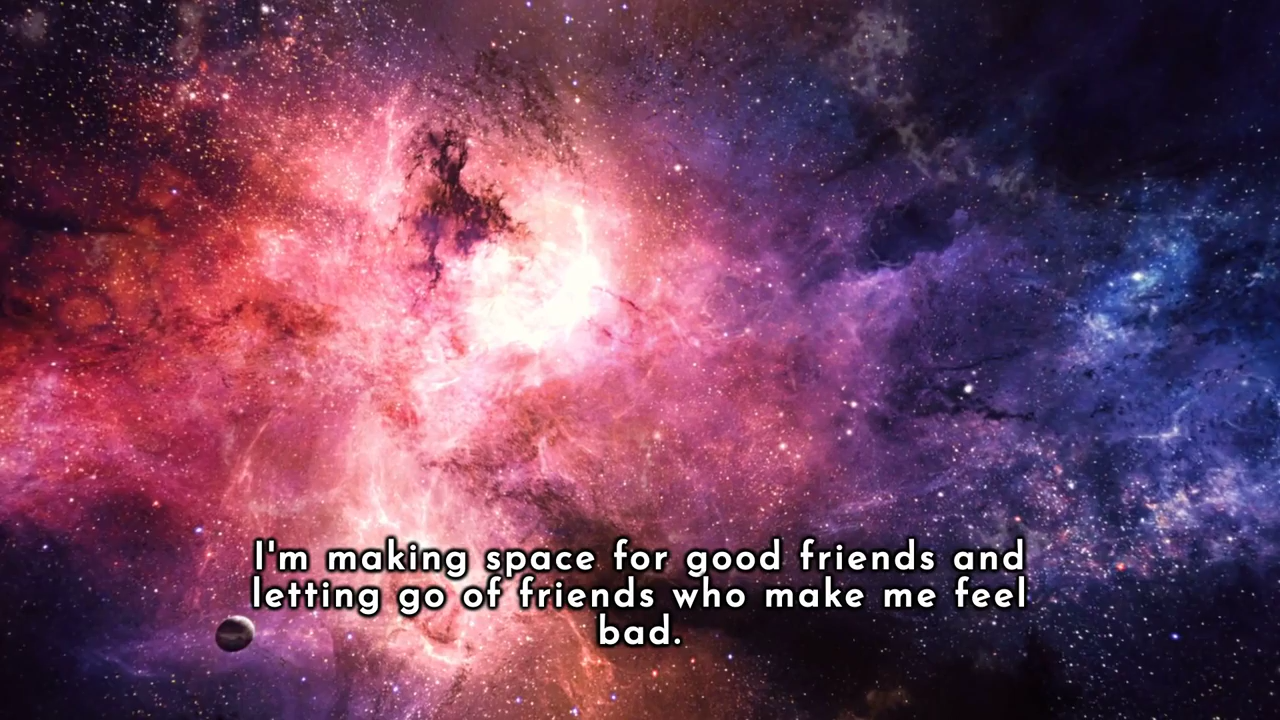 I'm making space for good friends and
letting go of friends who make me feel
bad.